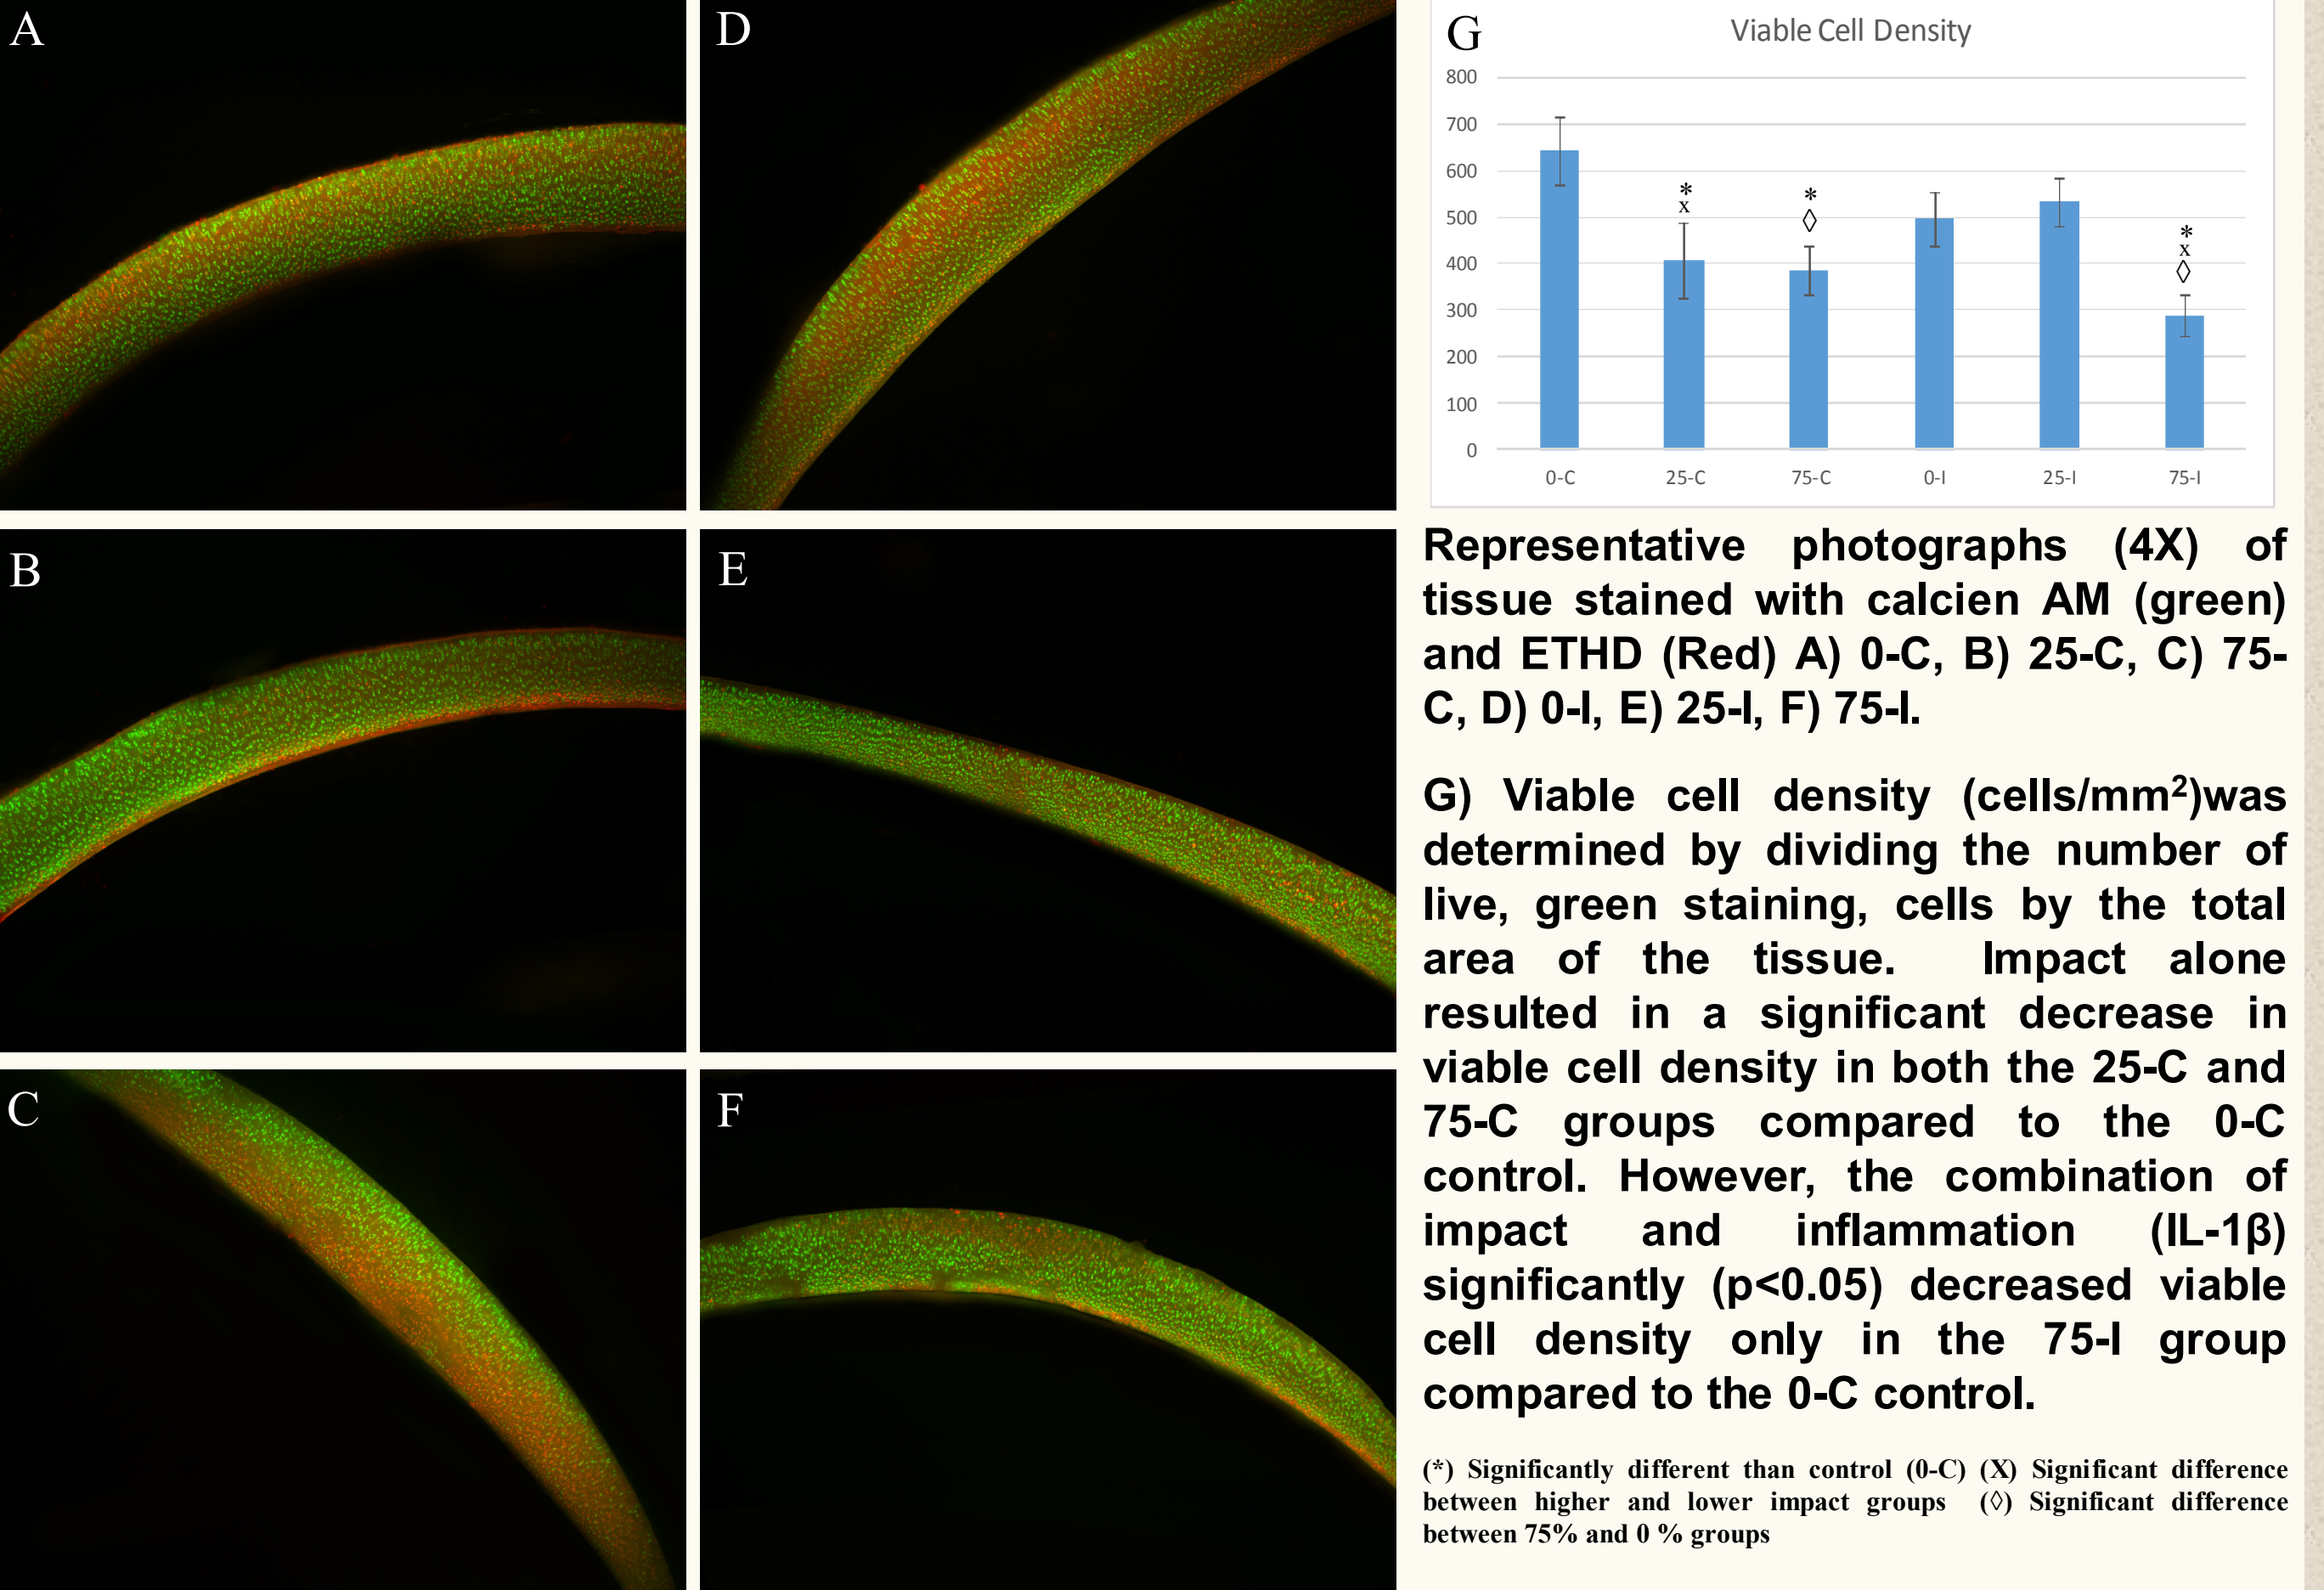 A
D
B
E
C
F
G
Viable Cell Density
800
700
600
500
400
300
200
100
0
*
x
*
◊
*
x
◊
0-C 25-C 75-C 0-I 25-I 75-I
Representative photographs (4X) of
tissue stained with calcien AM (green)
and ETHD (Red) A) 0-C, B) 25-C, C) 75-
C, D) 0-I, E) 25-I, F) 75-I.
G) Viable cell density (cells/mm²)was
determined by dividing the number of
live, green staining, cells by the total
area of the tissue. Impact alone
resulted in a significant decrease in
viable cell density in both the 25-C and
75-C groups compared to the 0-C
control. However, the combination of
impact and inflammation (IL-1β)
significantly (p<0.05) decreased viable
cell density only in the 75-I group
compared to the 0-C control.
(*) Significantly different than control (0-C) (X) Significant difference
between higher and lower impact groups (◊) Significant difference
between 75% and 0 % groups